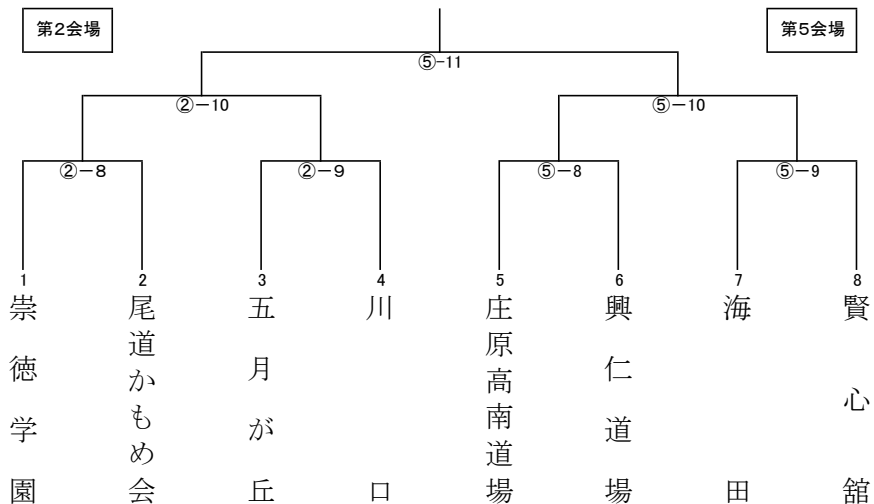 第2会場
第5会場
⑤-11
②－10
⑤－10
②－8
②－9
⑤－8
⑤－9
1
2
3
4
5
6
7
8
崇徳学園
尾道かもめ会
五月が丘
川口
庄原高南道場
興仁道場
海田
賢心舘